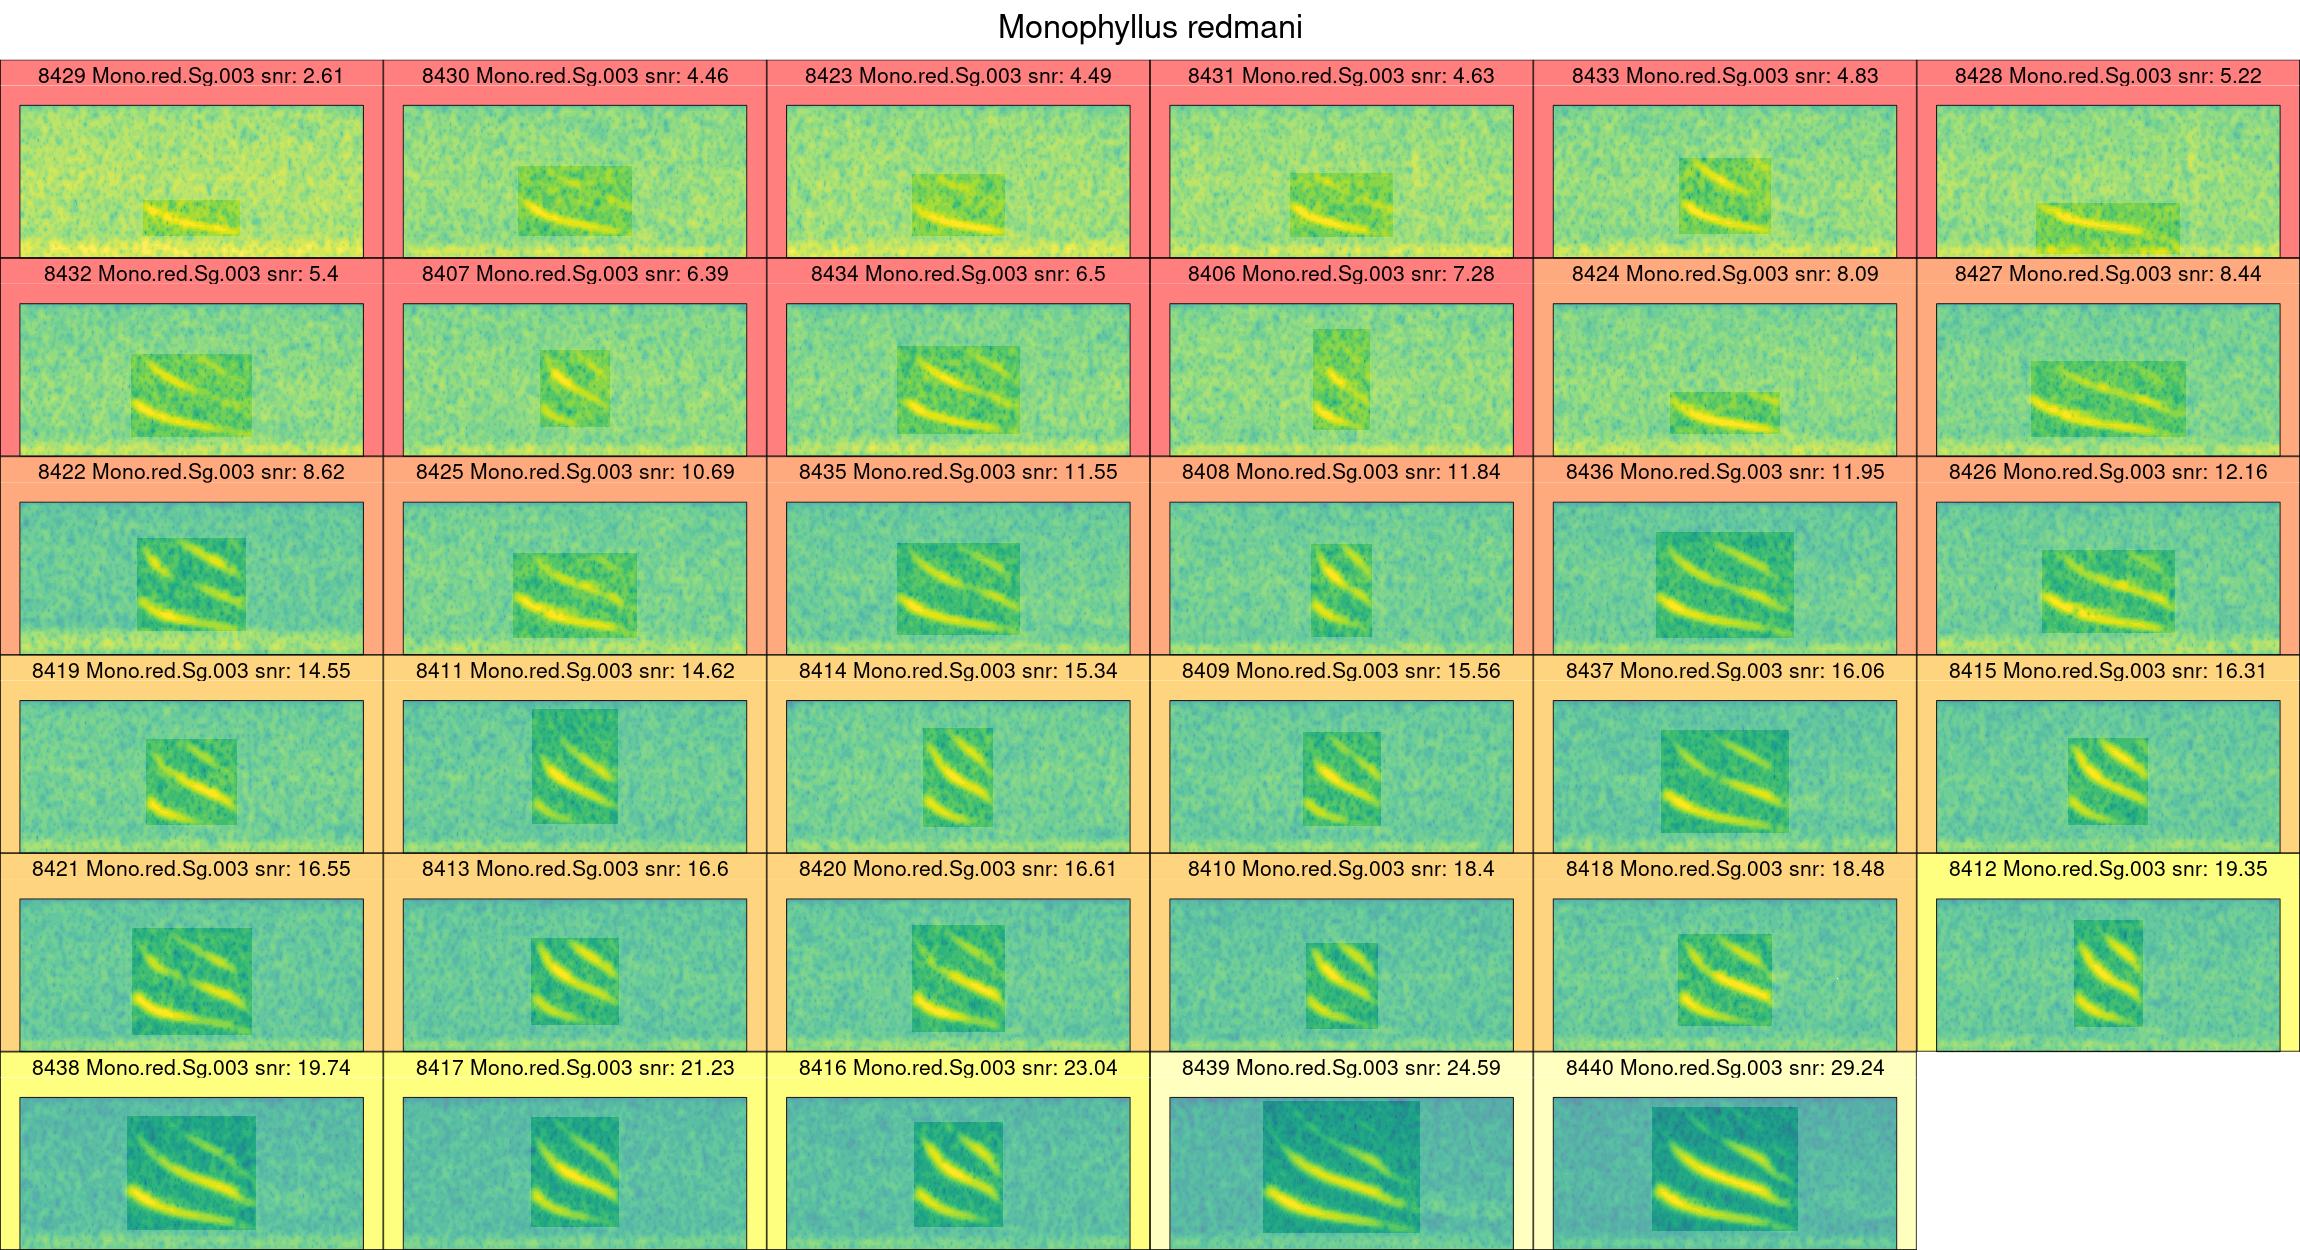 Monophyllus redmani
8429 Mono.red.Sg.003 snr: 2.61
8430 Mono.red.Sg.003 snr: 4.46
8423 Mono.red.Sg.003 snr: 4.49
8431 Mono.red.Sg.003 snr: 4.63
8433 Mono.red.Sg.003 snr: 4.83
8428 Mono.red.Sg.003 snr: 5.22
8432 Mono.red.Sg.003 snr: 5.4
8407 Mono.red.Sg.003 snr: 6.39
8434 Mono.red.Sg.003 snr: 6.5
8406 Mono.red.Sg.003 snr: 7.28
8424 Mono.red.Sg.003 snr: 8.09
8427 Mono.red.Sg.003 snr: 8.44
8422 Mono.red.Sg.003 snr: 8.62
8425 Mono.red.Sg.003 snr: 10.69
8435 Mono.red.Sg.003 snr: 11.55
8408 Mono.red.Sg.003 snr: 11.84
8436 Mono.red.Sg.003 snr: 11.95
8426 Mono.red.Sg.003 snr: 12.16
8419 Mono.red.Sg.003 snr: 14.55
8411 Mono.red.Sg.003 snr: 14.62
8414 Mono.red.Sg.003 snr: 15.34
8409 Mono.red.Sg.003 snr: 15.56
8437 Mono.red.Sg.003 snr: 16.06
8415 Mono.red.Sg.003 snr: 16.31
8421 Mono.red.Sg.003 snr: 16.55
8413 Mono.red.Sg.003 snr: 16.6
8420 Mono.red.Sg.003 snr: 16.61
8410 Mono.red.Sg.003 snr: 18.4
8418 Mono.red.Sg.003 snr: 18.48
8412 Mono.red.Sg.003 snr: 19.35
8438 Mono.red.Sg.003 snr: 19.74
8417 Mono.red.Sg.003 snr: 21.23
8416 Mono.red.Sg.003 snr: 23.04
8439 Mono.red.Sg.003 snr: 24.59
8440 Mono.red.Sg.003 snr: 29.24